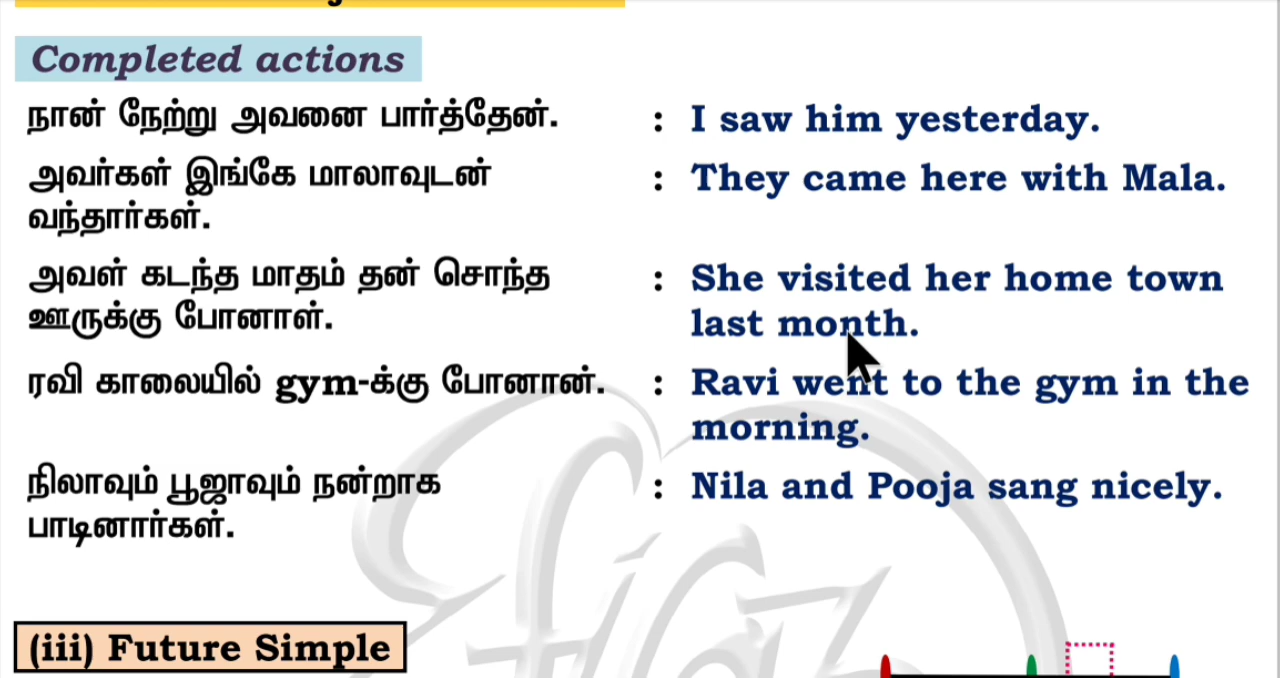 Completed actions
நான் நேற்று அவனை பார்த்தேன். : I saw him yesterday.
அவர்கள் இங்கே மாலாவுடன் : They came here with Mala.
வந்தார்கள்.
அவள் கடந்த மாதம் தன் சொந்த : She visited her home town
ஊருக்கு போனாள். last month.
ரவி காலையில் gym-க்கு போனான். : Ravi went to the gym in the
morning.
நிலாவும் பூஜாவும் நன்றாக : Nila and Pooja sang nicely.
பாடினார்கள்.
(iii) Future Simple